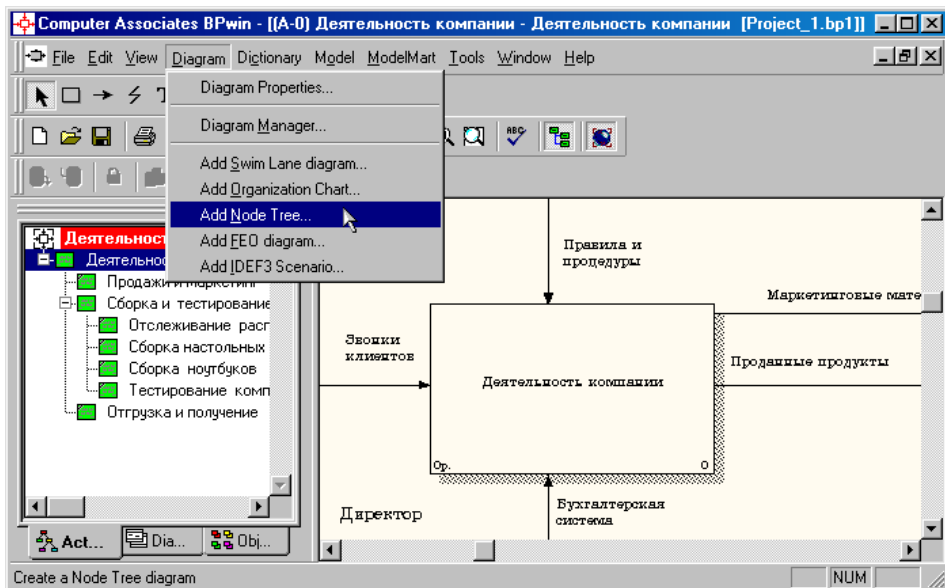 Computer Associates BPwin - [(A-0) Деятельность компании - Деятельность компании [Project_1.bp1]]
File Edit View Diagram Dictionary Model ModelMart Tools Window Help
Diagram Properties...
Diagram Manager...
ABC
Add Swim Lane diagram...
Add Organization Chart...
Add Node Tree...
Add FEO diagram...
Add IDEF3 Scenario...
Деятельност
Деятельнос
Продажи и маркетинг
Сборка и тестирование
Отслеживание расп
Сборка настольных
Сборка ноутбуков
Тестирование комп
Отгрузка и получение
Правила и
процедуры
Маркетинговые мате
Звонки
клиентов
Проданные продукты
Деятельность компании
0р.
0
Директор
Бухгалтерская
система
Act... Dia... Obj...
Create a Node Tree diagram
NUM